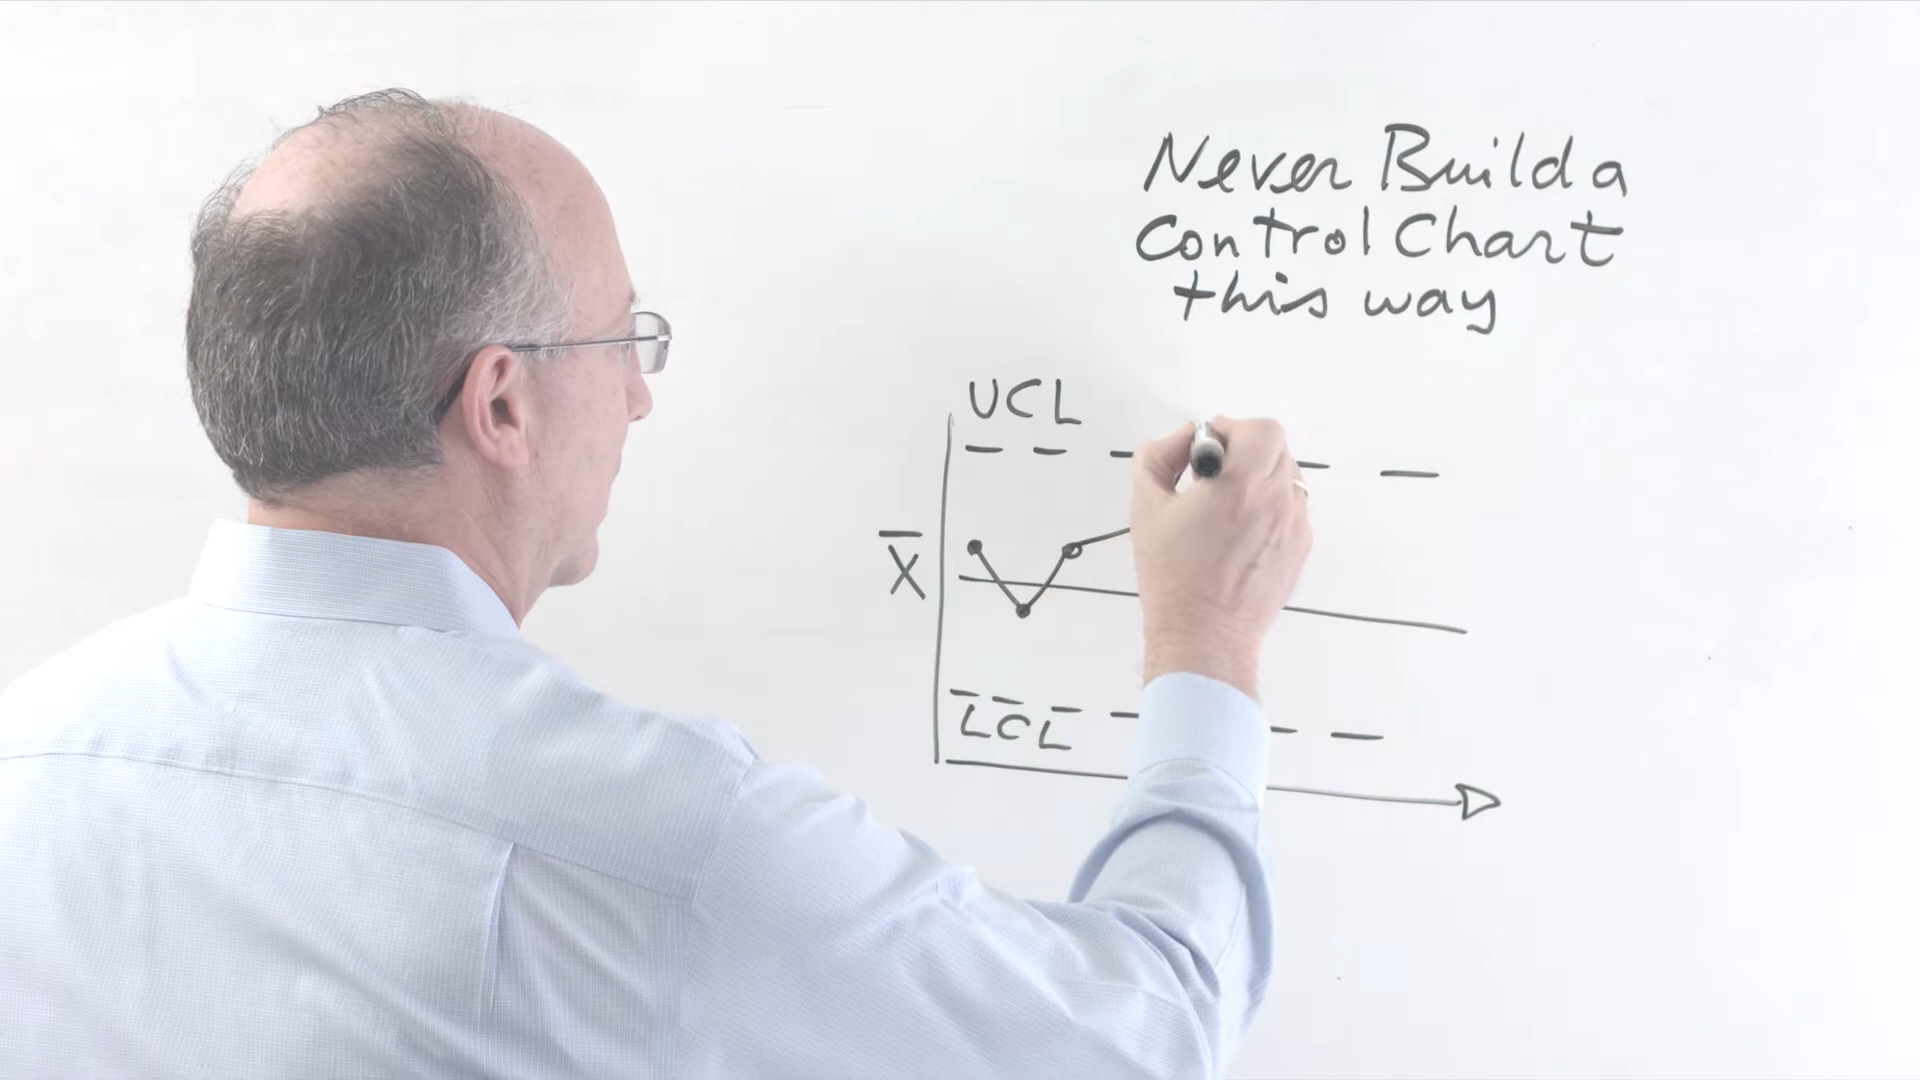 Never Build a
Control Chart
this way
UCL
X̅
LCL